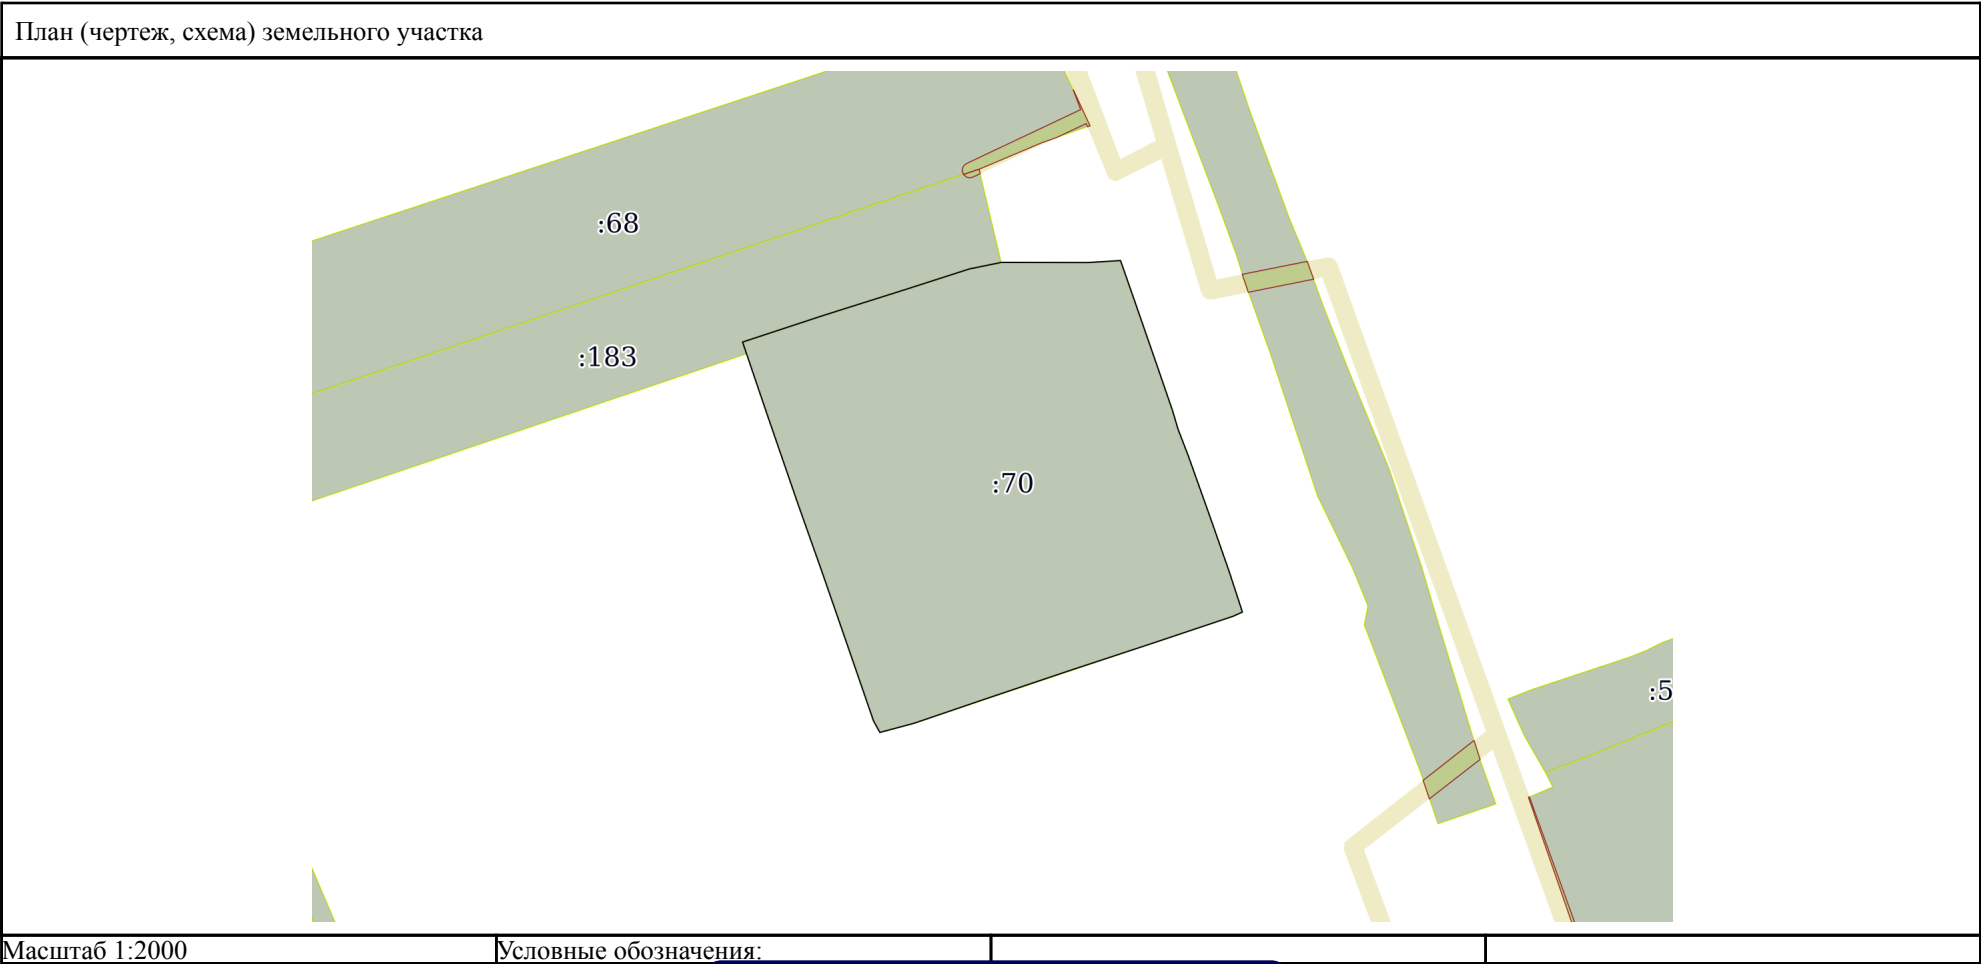 План (чертеж, схема) земельного участка
:68
:183
:70
:5
Масштаб 1:2000
Условные обозначения: